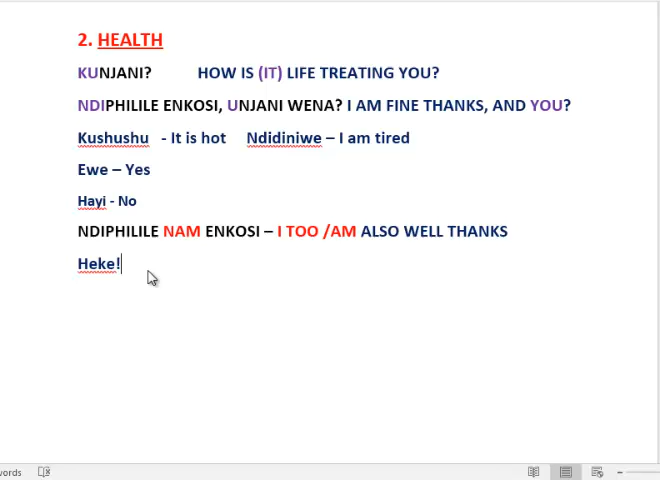 2. HEALTH
KUNJANI? HOW IS (IT) LIFE TREATING YOU?
NDIPHILILE ENKOSI, UNJANI WENA? I AM FINE THANKS, AND YOU?
Kushushu - It is hot Ndidiniwe – I am tired
Ewe – Yes
Hayi - No
NDIPHILILE NAM ENKOSI – I TOO /AM ALSO WELL THANKS
Heke!
words